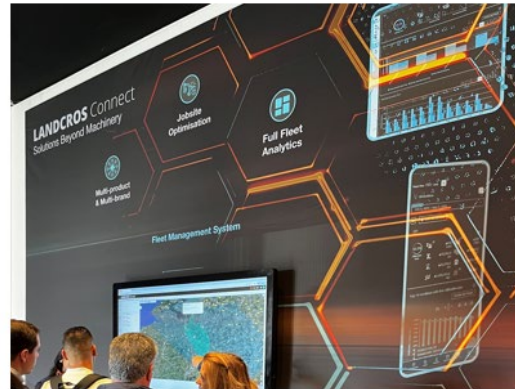 LANDCROS Connect
Solutions Beyond Machinery
Jobsite
Optimisation
Full Fleet
Analytics
Multi-product
& Multi-brand
Fleet Management System